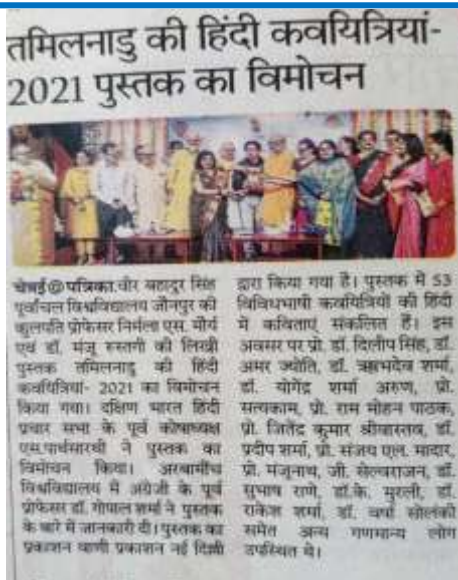 तमिलनाडु की हिंदी कवयित्रियां-
2021 पुस्तक का विमोचन
चेन्नई@पत्रिका.वीर बहादुर सिंह
पूर्वांचल विश्वविद्यालय जौनपुर की
कुलपति प्रोफेसर निर्मला एस. मौर्य
एवं डॉ. मंजू रुस्तगी की लिखी
पुस्तक तमिलनाडु की हिंदी
कवयित्रियां- 2021 का विमोचन
किया गया। दक्षिण भारत हिंदी
प्रचार सभा के पूर्व कोषाध्यक्ष
एम.पार्थसारथी ने पुस्तक का
विमोचन किया। अरबामींच
विश्वविद्यालय में अंग्रेजी के पूर्व
प्रोफेसर डॉ. गोपाल शर्मा ने पुस्तक
के बारे में जानकारी दी। पुस्तक का
प्रकाशन वाणी प्रकाशन नई दिल्ली
द्वारा किया गया है। पुस्तक में 53
विविधभाषी कवयित्रियों की हिंदी
में कविताएं संकलित हैं। इस
अवसर पर प्रो. डॉ. दिलीप सिंह, डॉ.
अमर ज्योति, डॉ. ऋषभदेव शर्मा,
डॉ. योगेंद्र शर्मा अरुण, प्रो.
सत्यकाम, प्रो. राम मोहन पाठक,
प्रो. जितेंद्र कुमार श्रीवास्तव, डॉ.
प्रदीप शर्मा, प्रो. संजय एल. मादार,
प्रो. मंजूनाथ, जी. सेल्वराजन, डॉ.
सुभाष राणे, डॉ.के. मुरली, डॉ.
राकेश शर्मा, डॉ. वर्षा सोलंकी
समेत अन्य गणमान्य लोग
उपस्थित थे।